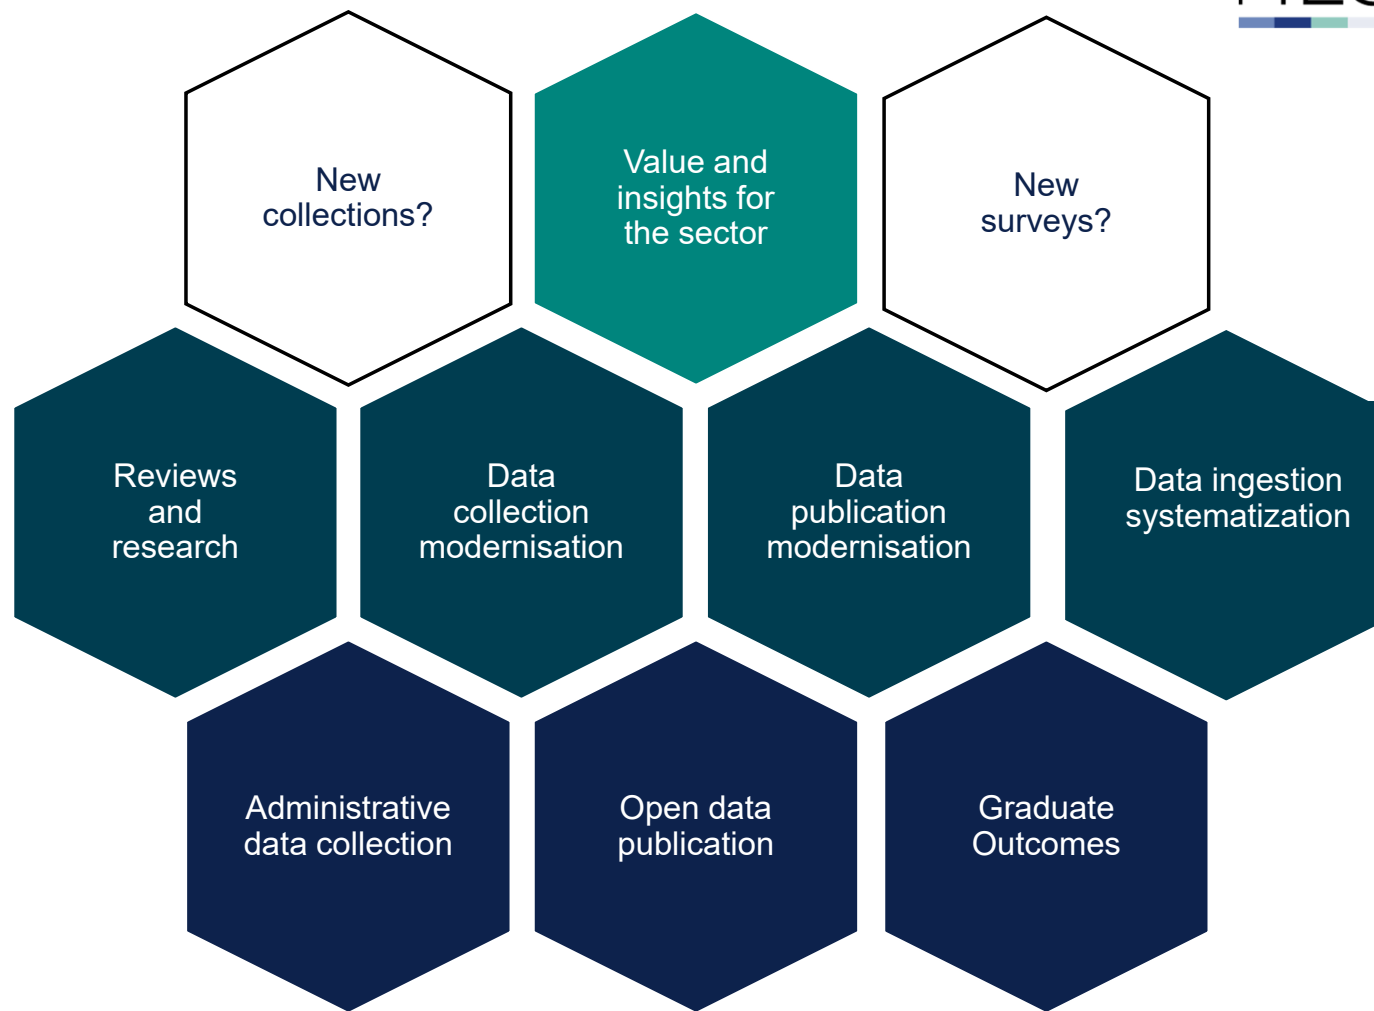 New
collections?
Value and
insights for
the sector
New
surveys?
Reviews
and
research
Data
collection
modernisation
Data
publication
modernisation
Data ingestion
systematization
Administrative
data collection
Open data
publication
Graduate
Outcomes